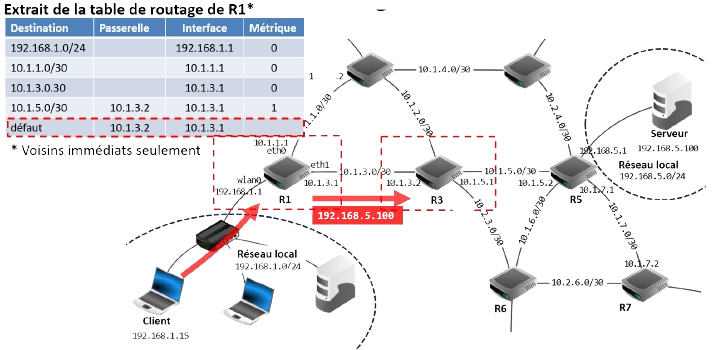 Extrait de la table de routage de R1*
Destination Passerelle Interface Métrique
192.168.1.0/24 192.168.1.1 0
10.1.1.0/30 10.1.1.1 0
10.1.3.0.30 10.1.3.1 0
10.1.5.0/30 10.1.3.2 10.1.3.1 1
défaut 10.1.3.2 10.1.3.1
* Voisins immédiats seulement
1
.2
10.1.4.0/30
1.1.0/30
10.1.2.0/30
10.2.4.0/30
Serveur
192.168.5.100
Réseau local
192.168.5.0/24
192.168.5.1
10.1.1.1
eth0
eth1
wlan0
192.168.1.1
10.1.3.1
R1
10.1.3.0/30
10.1.3.2
10.1.5.1
R3
10.1.5.0/30
10.1.5.2
10.1.7.1
R5
192.168.5.100
10.2.3.0/30
10.1.6.0/30
10.1.7.0/30
10.1.7.2
Réseau local
192.168.1.0/24
10.2.6.0/30
R6
R7
Client
192.168.1.15